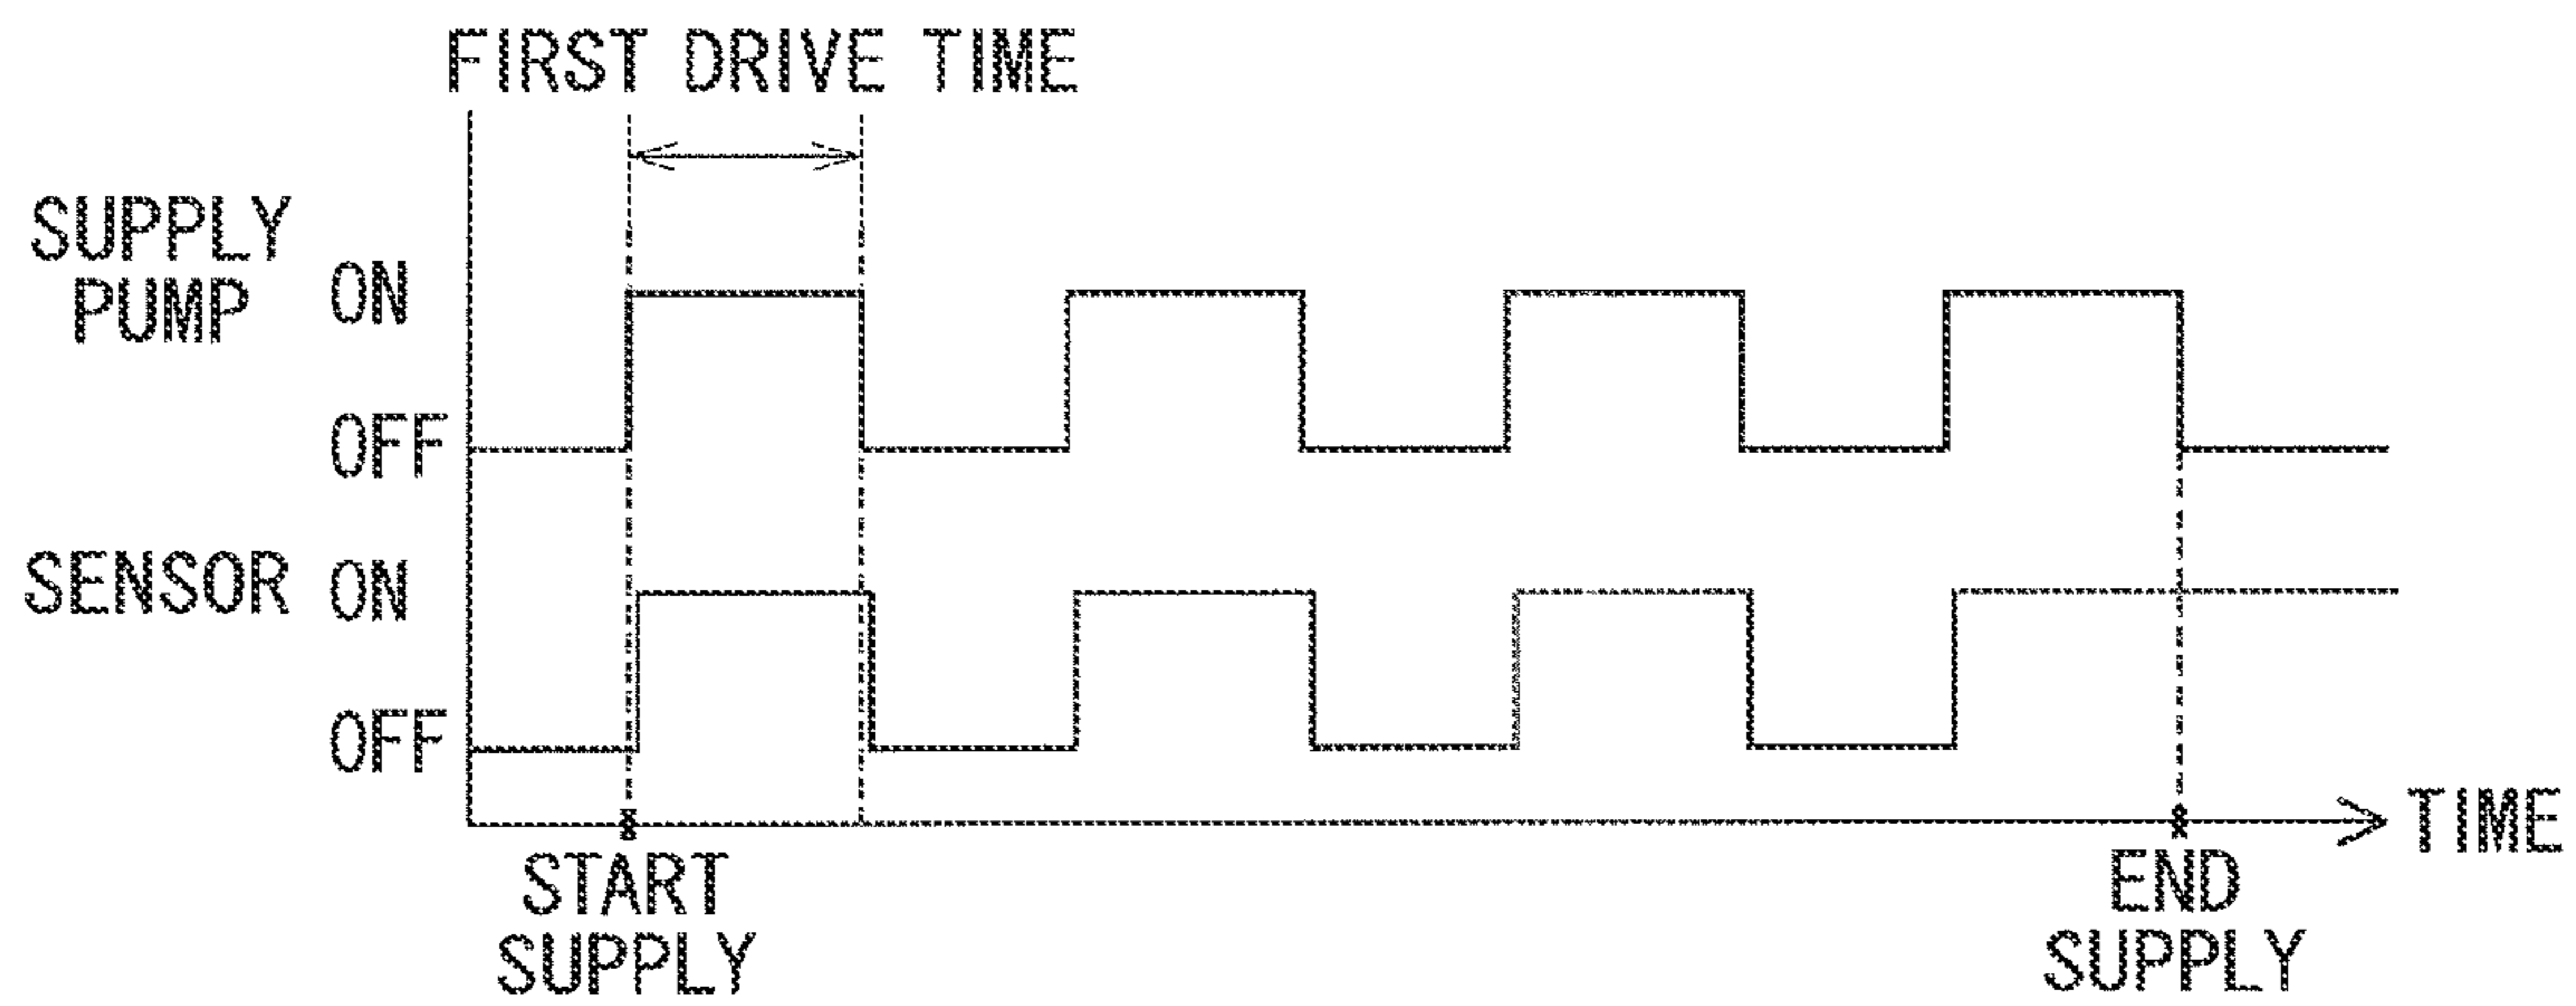 FIRST DRIVE TIME
SUPPLY
PUMP
ON
OFF
SENSOR
ON
OFF
TIME
START
SUPPLY
END
SUPPLY